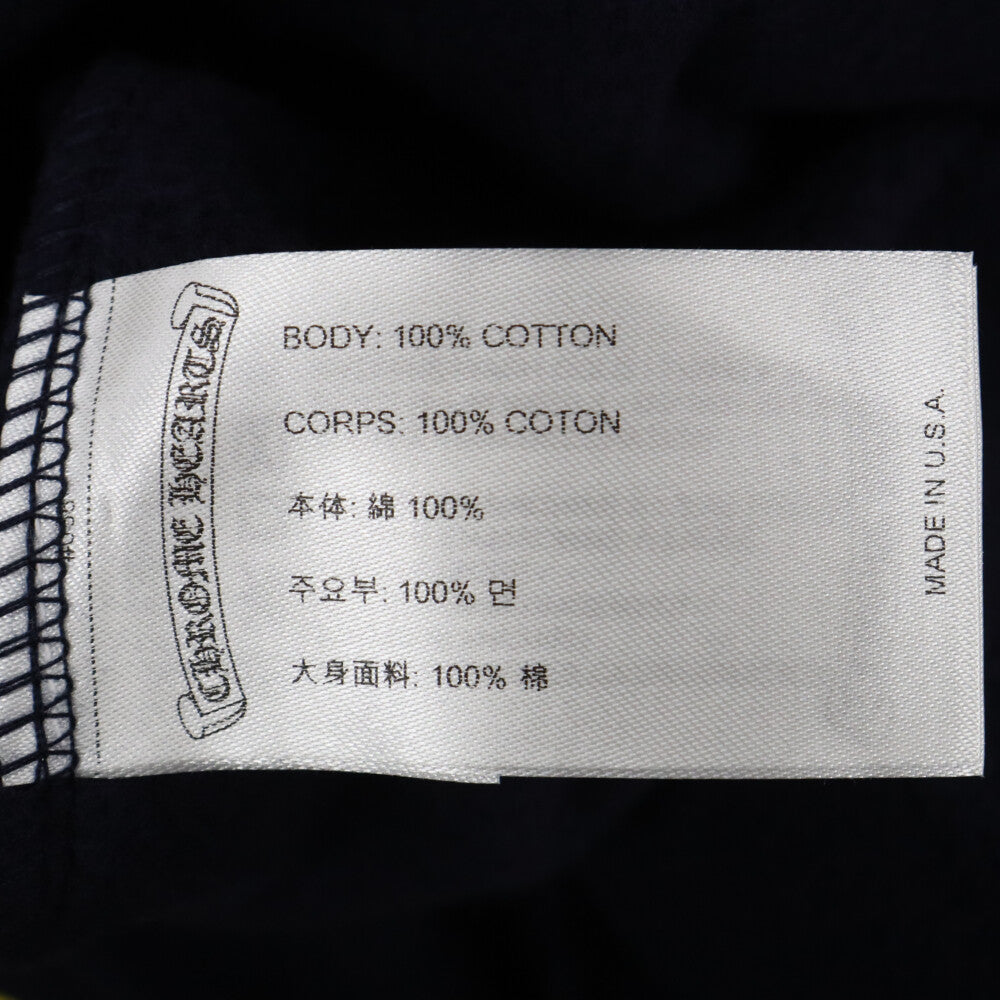 CHROME HEARTS
BODY: 100% COTTON
CORPS: 100% COTON
本体: 綿 100%
주요부: 100% 면
大身面料: 100% 棉
MADE IN U.S.A.